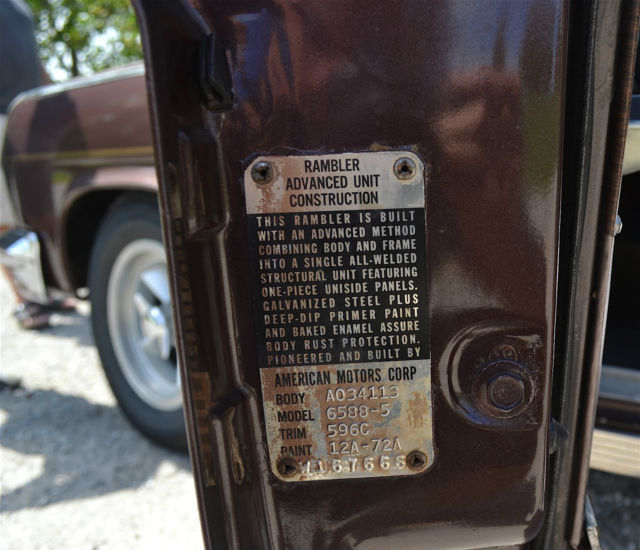 RAMBLER
ADVANCED UNIT
CONSTRUCTION
THIS RAMBLER IS BUILT
WITH AN ADVANCED METHOD
COMBINING BODY AND FRAME
INTO A SINGLE ALL-WELDED
STRUCTURAL UNIT FEATURING
ONE-PIECE UNISIDE PANELS.
GALVANIZED STEEL PLUS
DEEP-DIP PRIMER PAINT
AND BAKED ENAMEL ASSURE
BODY RUST PROTECTION.
PIONEERED AND BUILT BY
AMERICAN MOTORS CORP
BODY A034113
MODEL 6588-5
TRIM 596C
PAINT 12A-72A
W167666